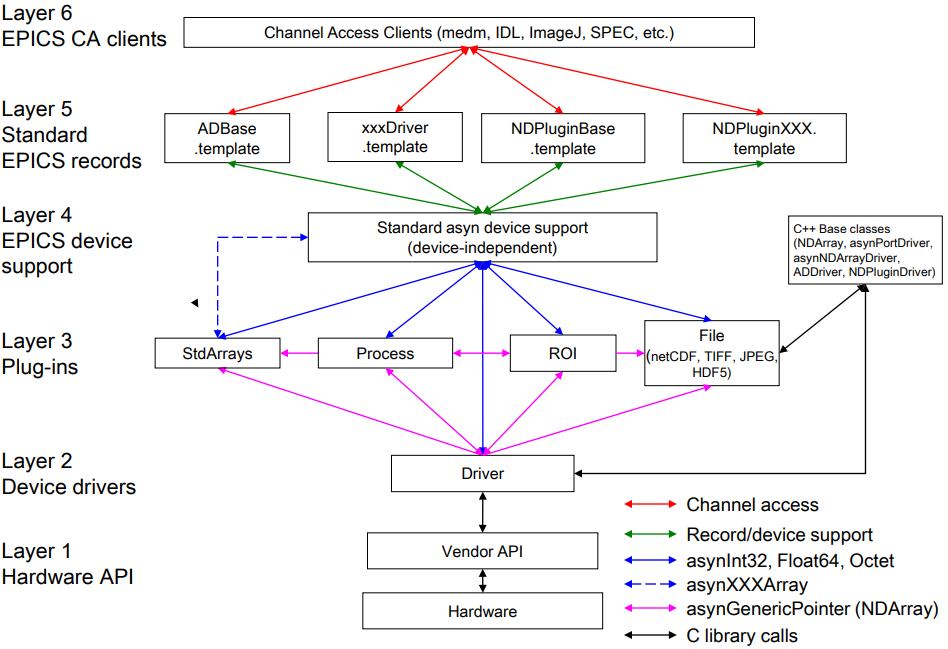 Layer 6
EPICS CA clients
Channel Access Clients (medm, IDL, ImageJ, SPEC, etc.)
Layer 5
Standard
EPICS records
ADBase
.template
xxxDriver
.template
NDPluginBase
.template
NDPluginXXX.
template
Layer 4
EPICS device
support
Standard asyn device support
(device-independent)
C++ Base classes
(NDArray, asynPortDriver,
asynNDArrayDriver,
ADDriver, NDPluginDriver)
Layer 3
Plug-ins
StdArrays
Process
ROI
File
(netCDF, TIFF, JPEG,
HDF5)
Layer 2
Device drivers
Driver
Layer 1
Hardware API
Vendor API
Hardware
Channel access
Record/device support
asynInt32, Float64, Octet
asynXXXArray
asynGenericPointer (NDArray)
C library calls